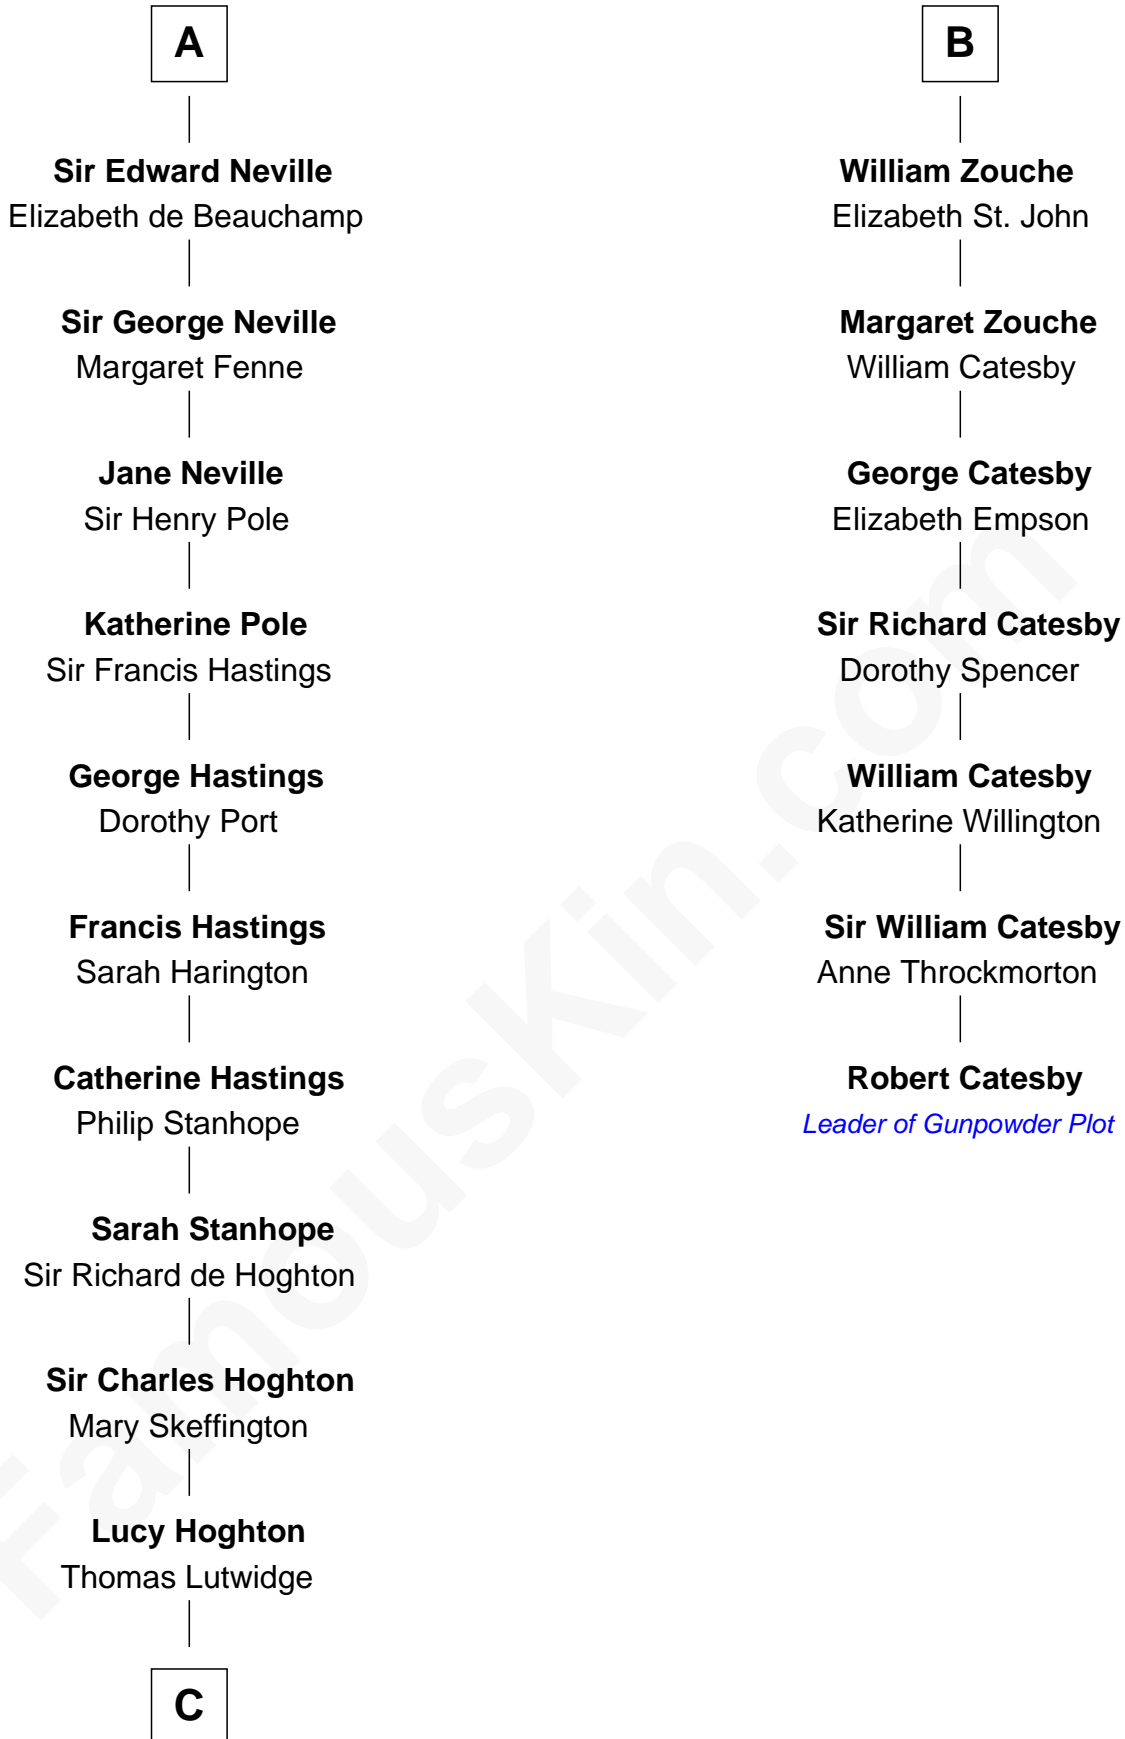 A
Sir Edward Neville
Elizabeth de Beauchamp
Sir George Neville
Margaret Fenne
Jane Neville
Sir Henry Pole
Katherine Pole
Sir Francis Hastings
George Hastings
Dorothy Port
Francis Hastings
Sarah Harington
Catherine Hastings
Philip Stanhope
Sarah Stanhope
Sir Richard de Hoghton
Sir Charles Hoghton
Mary Skeffington
Lucy Hoghton
Thomas Lutwidge
C
B
William Zouche
Elizabeth St. John
Margaret Zouche
William Catesby
George Catesby
Elizabeth Empson
Sir Richard Catesby
Dorothy Spencer
William Catesby
Katherine Willington
Sir William Catesby
Anne Throckmorton
Robert Catesby
Leader of Gunpowder Plot
FamousKin.com